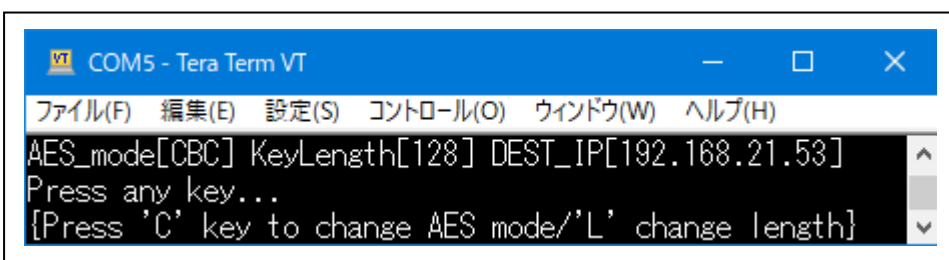 COM5 - Tera Term VT
ファイル(F) 編集(E) 設定(S) コントロール(O) ウィンドウ(W) ヘルプ(H)
AES_mode[CBC] KeyLength[128] DEST_IP[192.168.21.53]
Press any key...
{Press 'C' key to change AES mode/'L' change length}